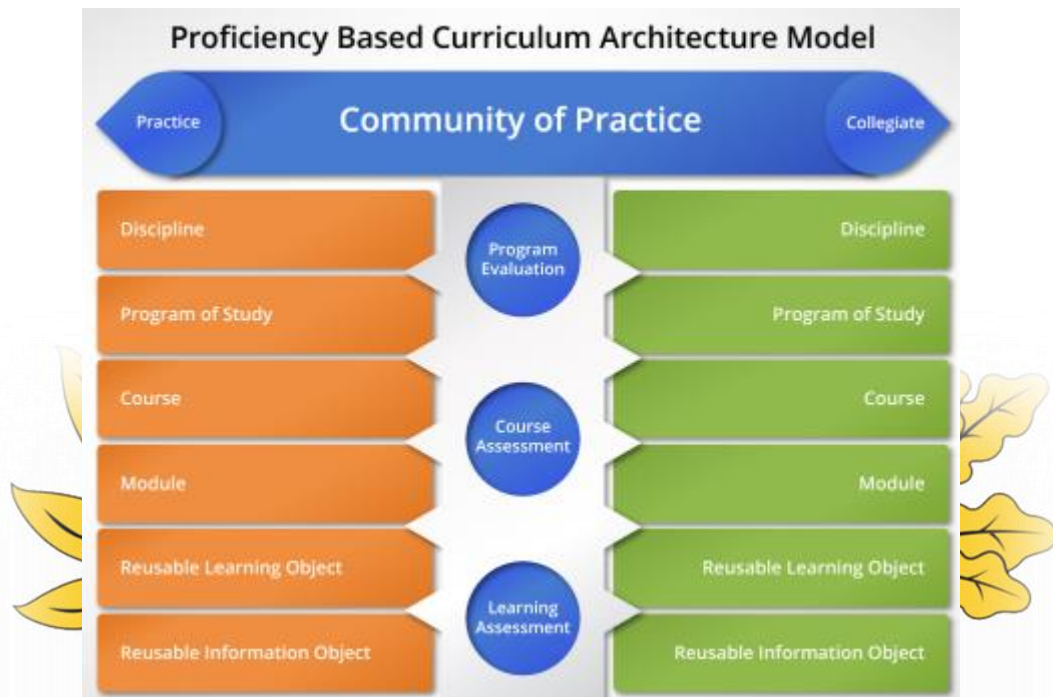 Proficiency Based Curriculum Architecture Model
Practice
Community of Practice
Collegiate
Discipline
Program
Evaluation
Discipline
Program of Study
Program of Study
Course
Course
Assessment
Course
Module
Module
Reusable Learning Object
Reusable Learning Object
Learning
Assessment
Reusable Information Object
Reusable Information Object